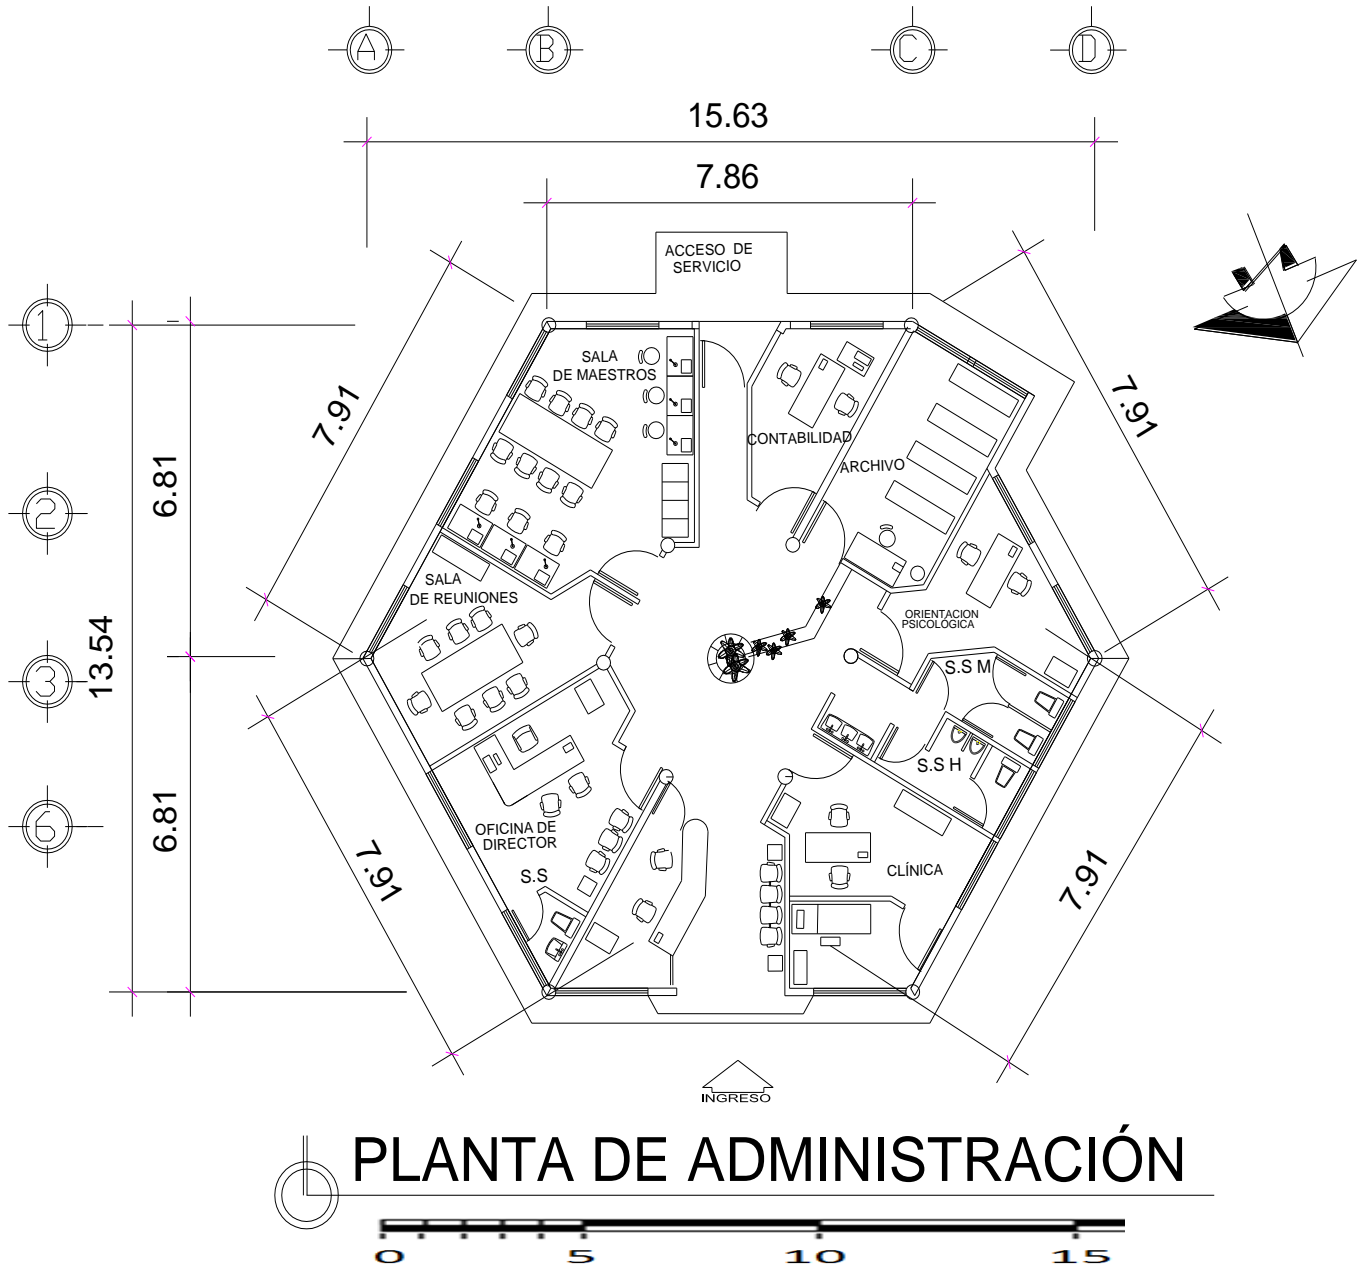 A
B
C
D
15.63
7.86
ACCESO DE
SERVICIO
1
2
3
6
7.91
6.81
13.54
6.81
7.91
7.91
7.91
SALA
DE MAESTROS
CONTABILIDAD
ARCHIVO
SALA
DE REUNIONES
ORIENTACION
PSICOLOGICA
S.S M
S.S H
OFICINA DE
DIRECTOR
S.S
CLÍNICA
INGRESO
PLANTA DE ADMINISTRACIÓN
0 5 10 15